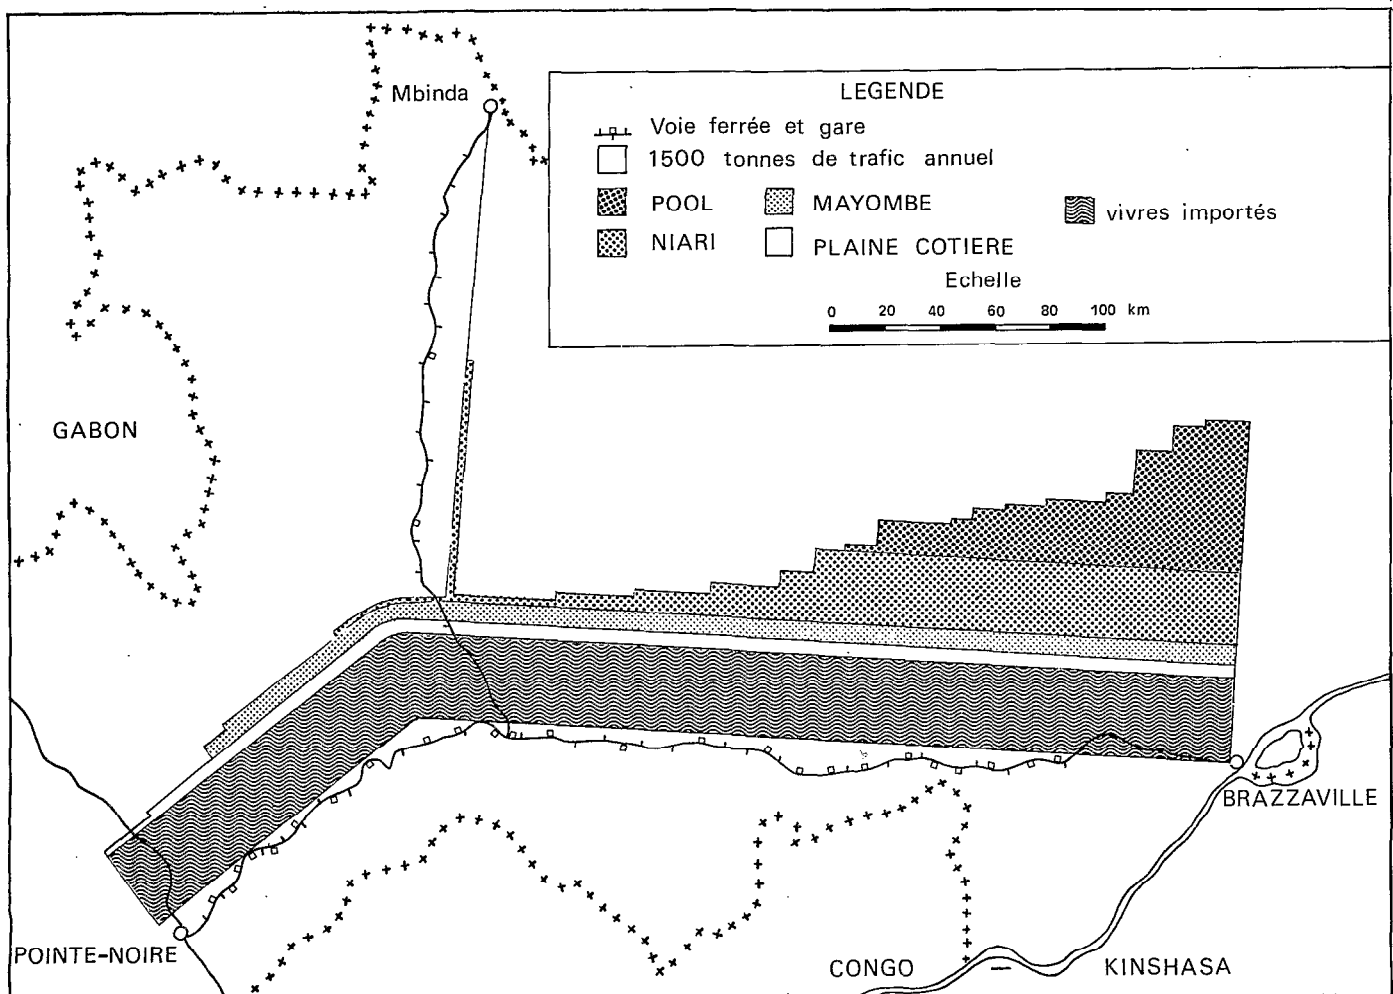 Mbinda
LEGENDE
Voie ferrée et gare
1500 tonnes de trafic annuel
POOL
MAYOMBE
vivres importés
NIARI
PLAINE COTIERE
Echelle
0 20 40 60 80 100 km
GABON
BRAZZAVILLE
POINTE-NOIRE
CONGO — KINSHASA